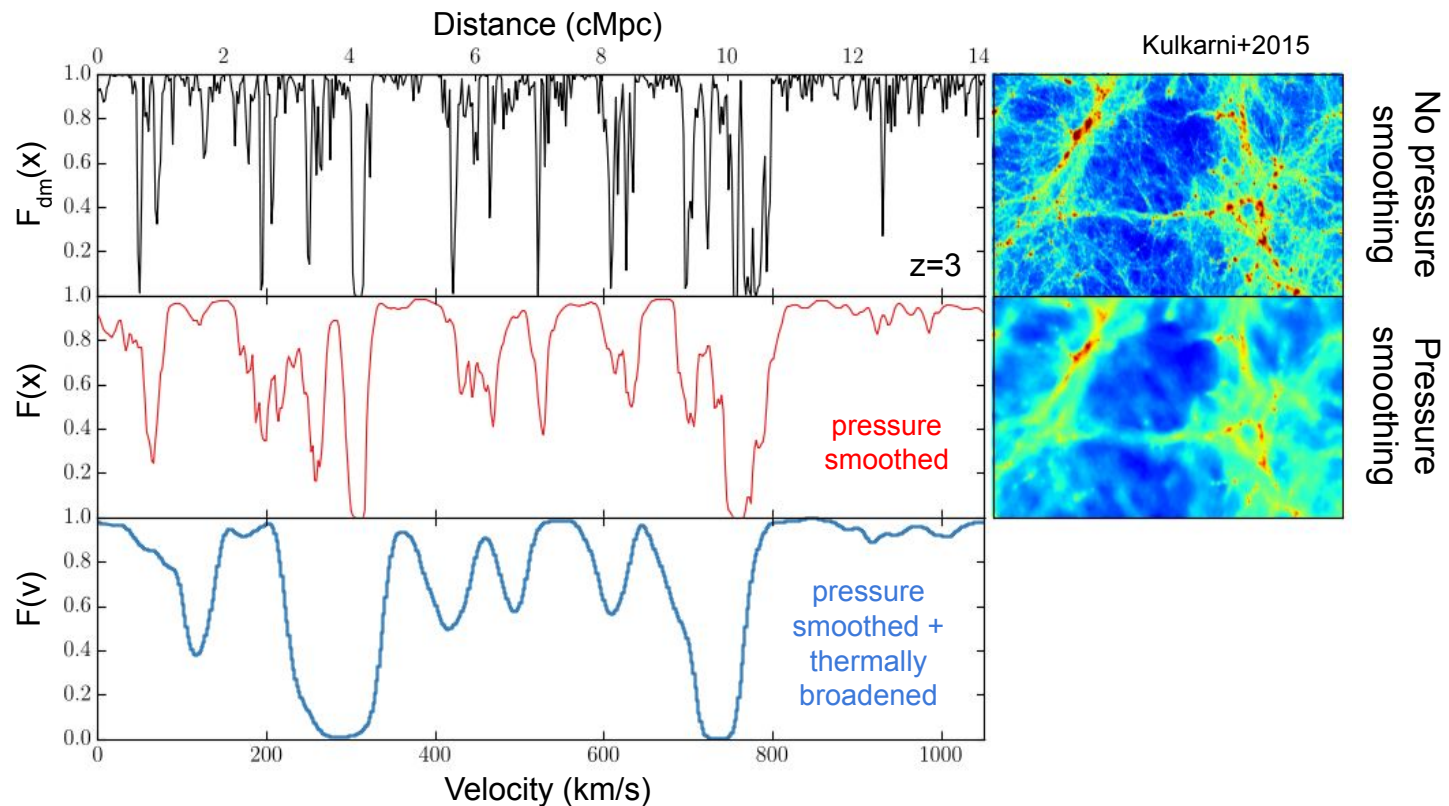 Distance (cMpc)
0 2 4 6 8 10 12 14
Kulkarni+2015
1.0
0.8
0.6
0.4
0.2
F_dm(x)
z=3
No pressure
smoothing
1.0
0.8
0.6
0.4
0.2
F(x)
pressure
smoothed
Pressure
smoothing
1.0
0.8
0.6
0.4
0.2
0.0
F(v)
pressure
smoothed +
thermally
broadened
0 200 400 600 800 1000
Velocity (km/s)